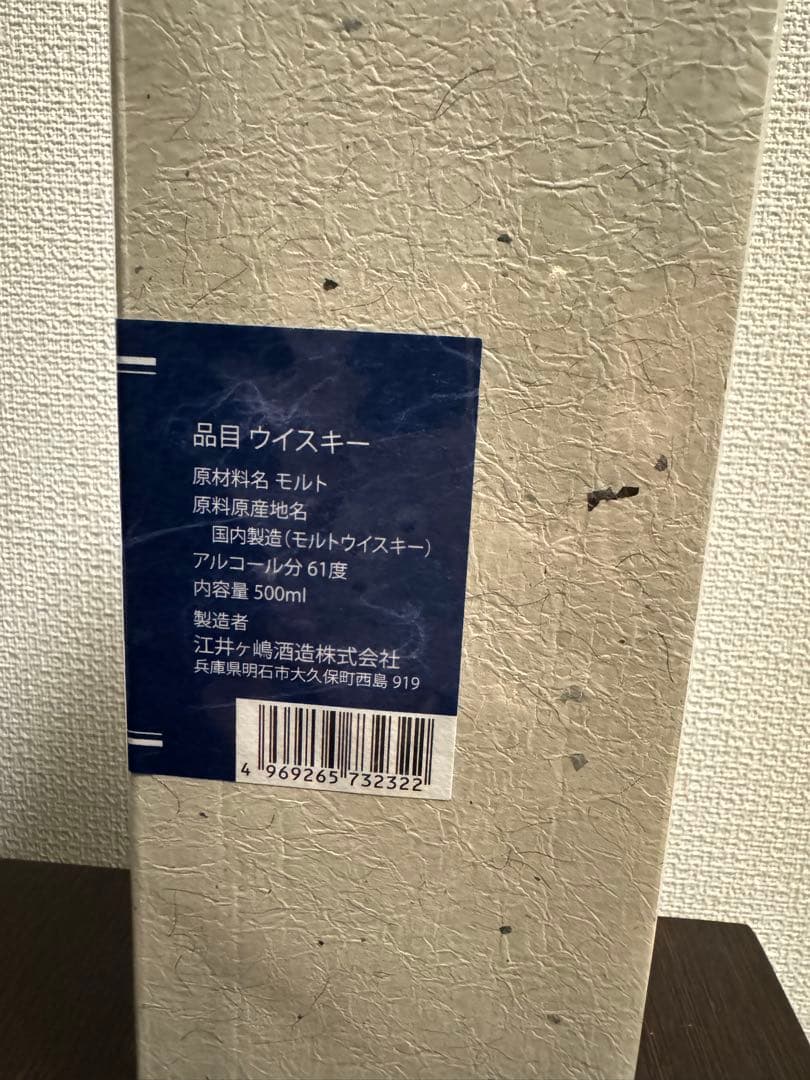 品目 ウイスキー
原材料名 モルト
原料原産地名
国内製造(モルトウイスキー)
アルコール分 61度
内容量 500ml
製造者
江井ヶ嶋酒造株式会社
兵庫県明石市大久保町西島 919
4 969265 732322